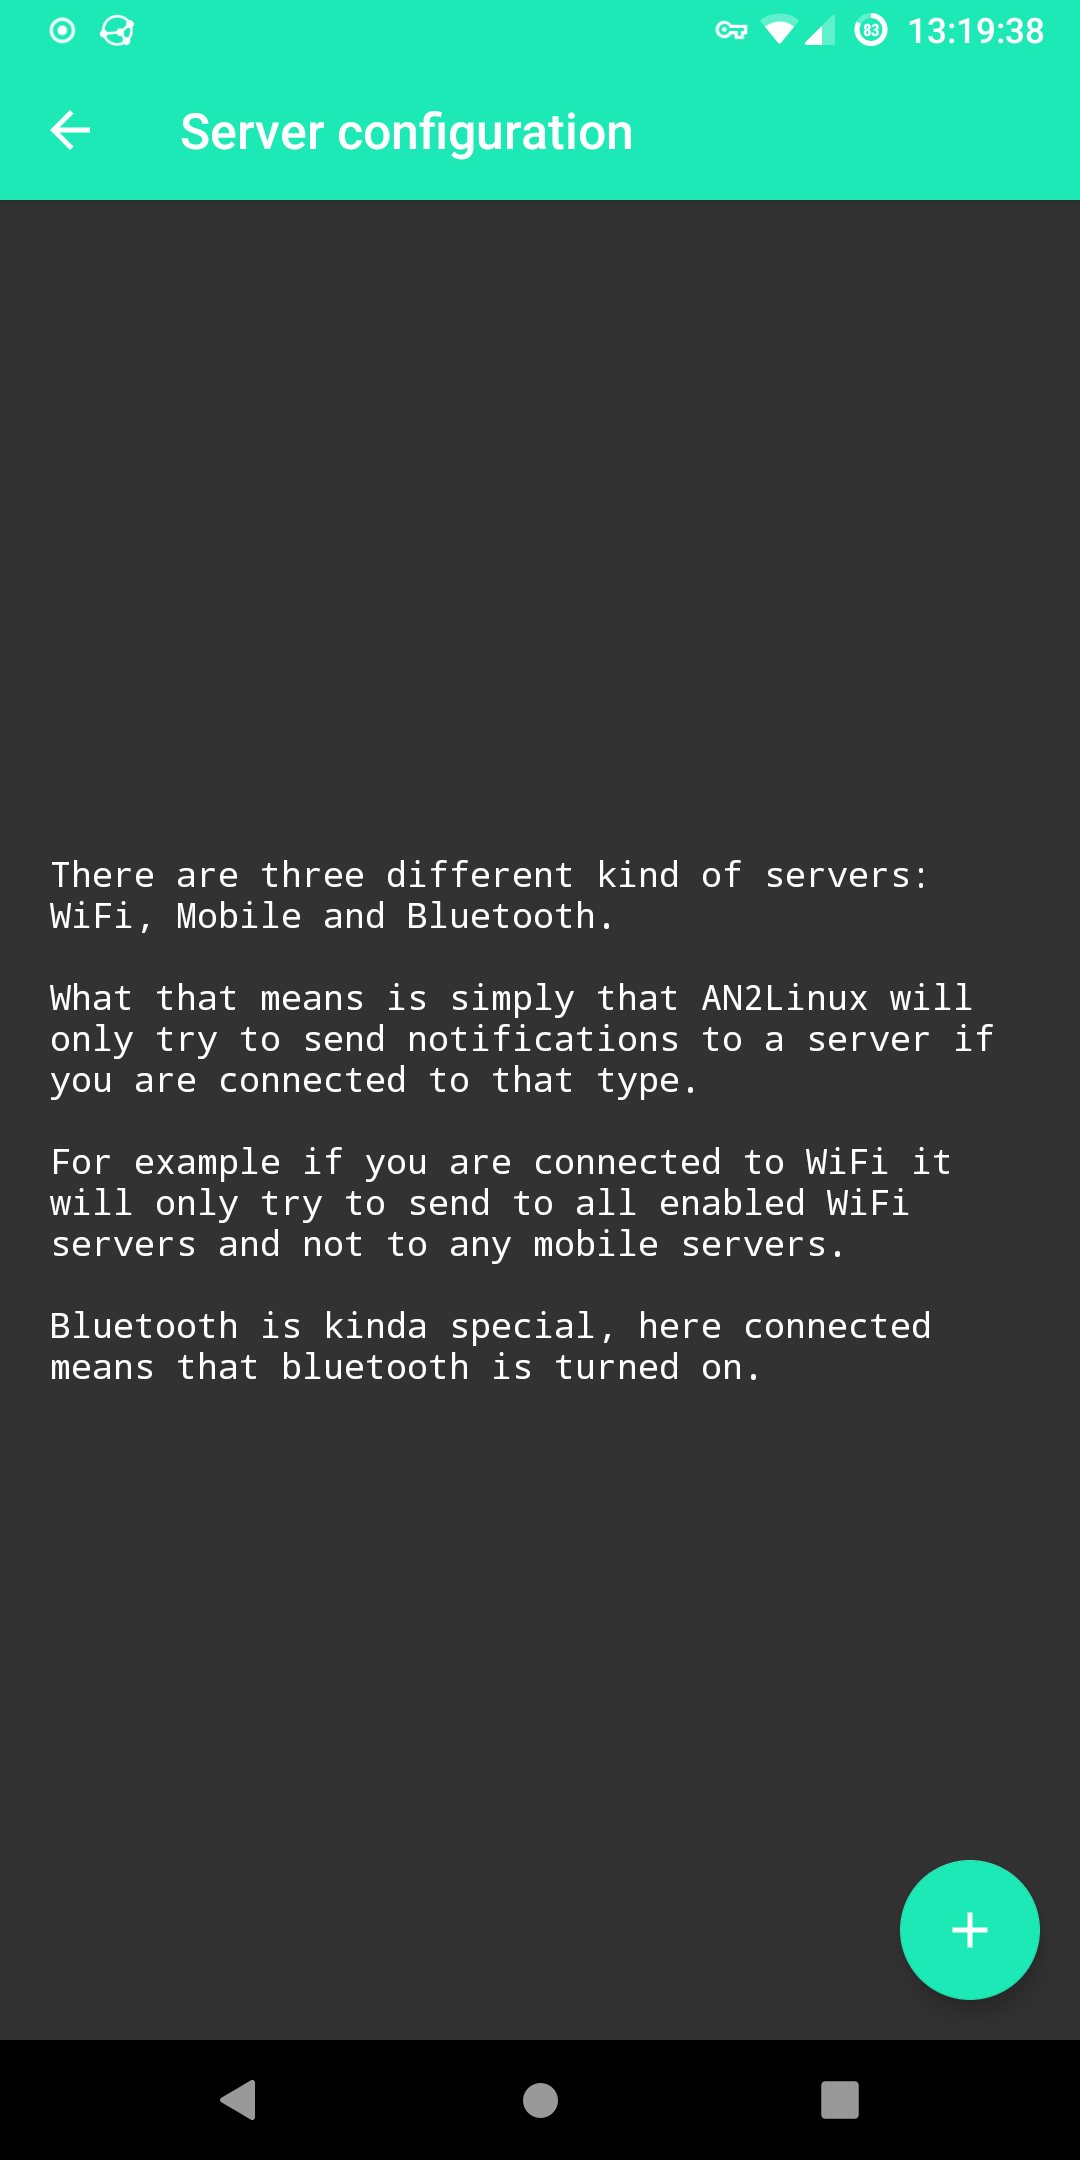 83 13:19:38
Server configuration
There are three different kind of servers:
WiFi, Mobile and Bluetooth.
What that means is simply that AN2Linux will
only try to send notifications to a server if
you are connected to that type.
For example if you are connected to WiFi it
will only try to send to all enabled WiFi
servers and not to any mobile servers.
Bluetooth is kinda special, here connected
means that bluetooth is turned on.